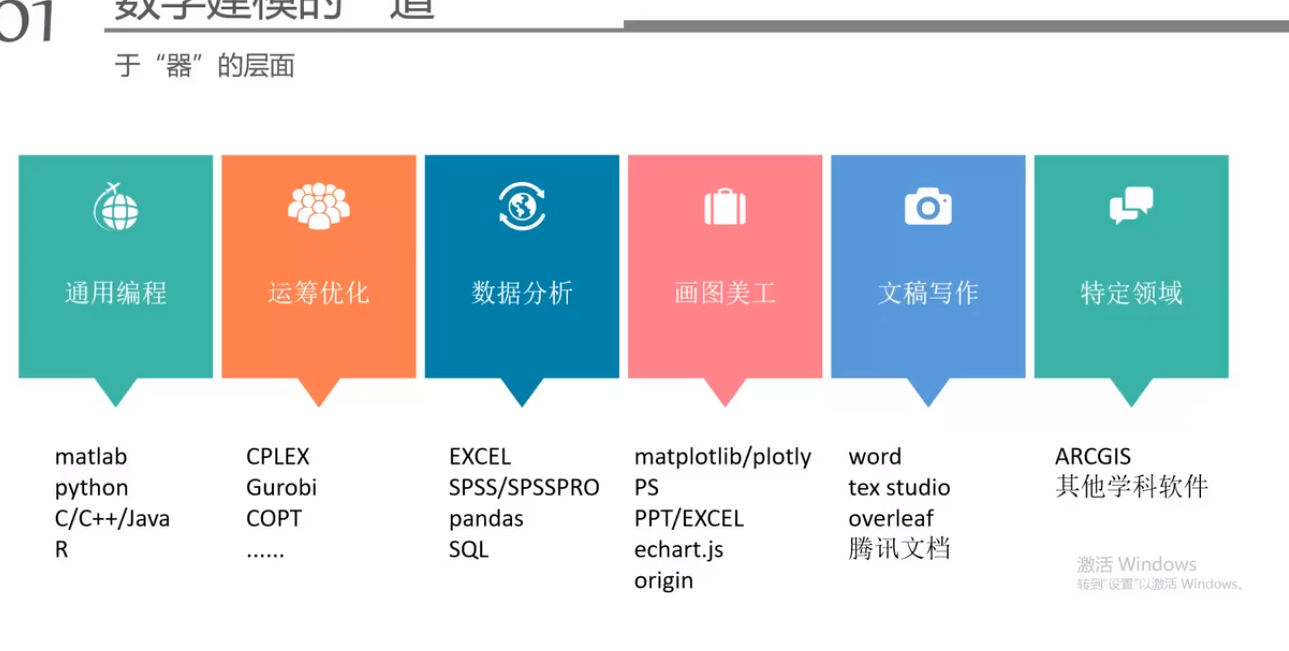 01
数学建模的“道”
于“器”的层面
通用编程
运筹优化
数据分析
画图美工
文稿写作
特定领域
matlab
python
C/C++/Java
R
CPLEX
Gurobi
COPT
......
EXCEL
SPSS/SPSSPRO
pandas
SQL
matplotlib/plotly
PS
PPT/EXCEL
echart.js
origin
word
tex studio
overleaf
腾讯文档
ARCGIS
其他学科软件
激活 Windows
转到“设置”以激活 Windows。